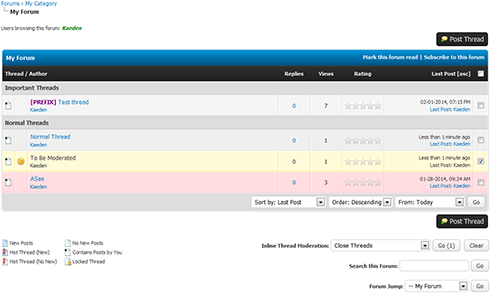 Forums › My Category
My Forum
Users browsing this forum: Kaeden
Post Thread
My Forum
Mark this forum read | Subscribe to this forum
Thread / Author Replies Views Rating Last Post [asc]
Important Threads
[PREFIX] Test thread 0 7 02-01-2014, 07:15 PM
Kaeden Last Post: Kaeden
Normal Threads
Normal Thread 0 1 Less than 1 minute ago
Kaeden Last Post: Kaeden
To Be Moderated 0 1 Less than 1 minute ago
Kaeden Last Post: Kaeden
ASas 0 3 01-28-2014, 09:24 AM
Kaeden Last Post: Kaeden
Sort by: Last Post Order: Descending From: Today Go
Post Thread
New Posts No New Posts
Hot Thread (New) Contains Posts by You
Hot Thread (No New) Locked Thread
Inline Thread Moderation: Close Threads Go (1) Clear
Search this Forum: Go
Forum Jump: -- My Forum Go